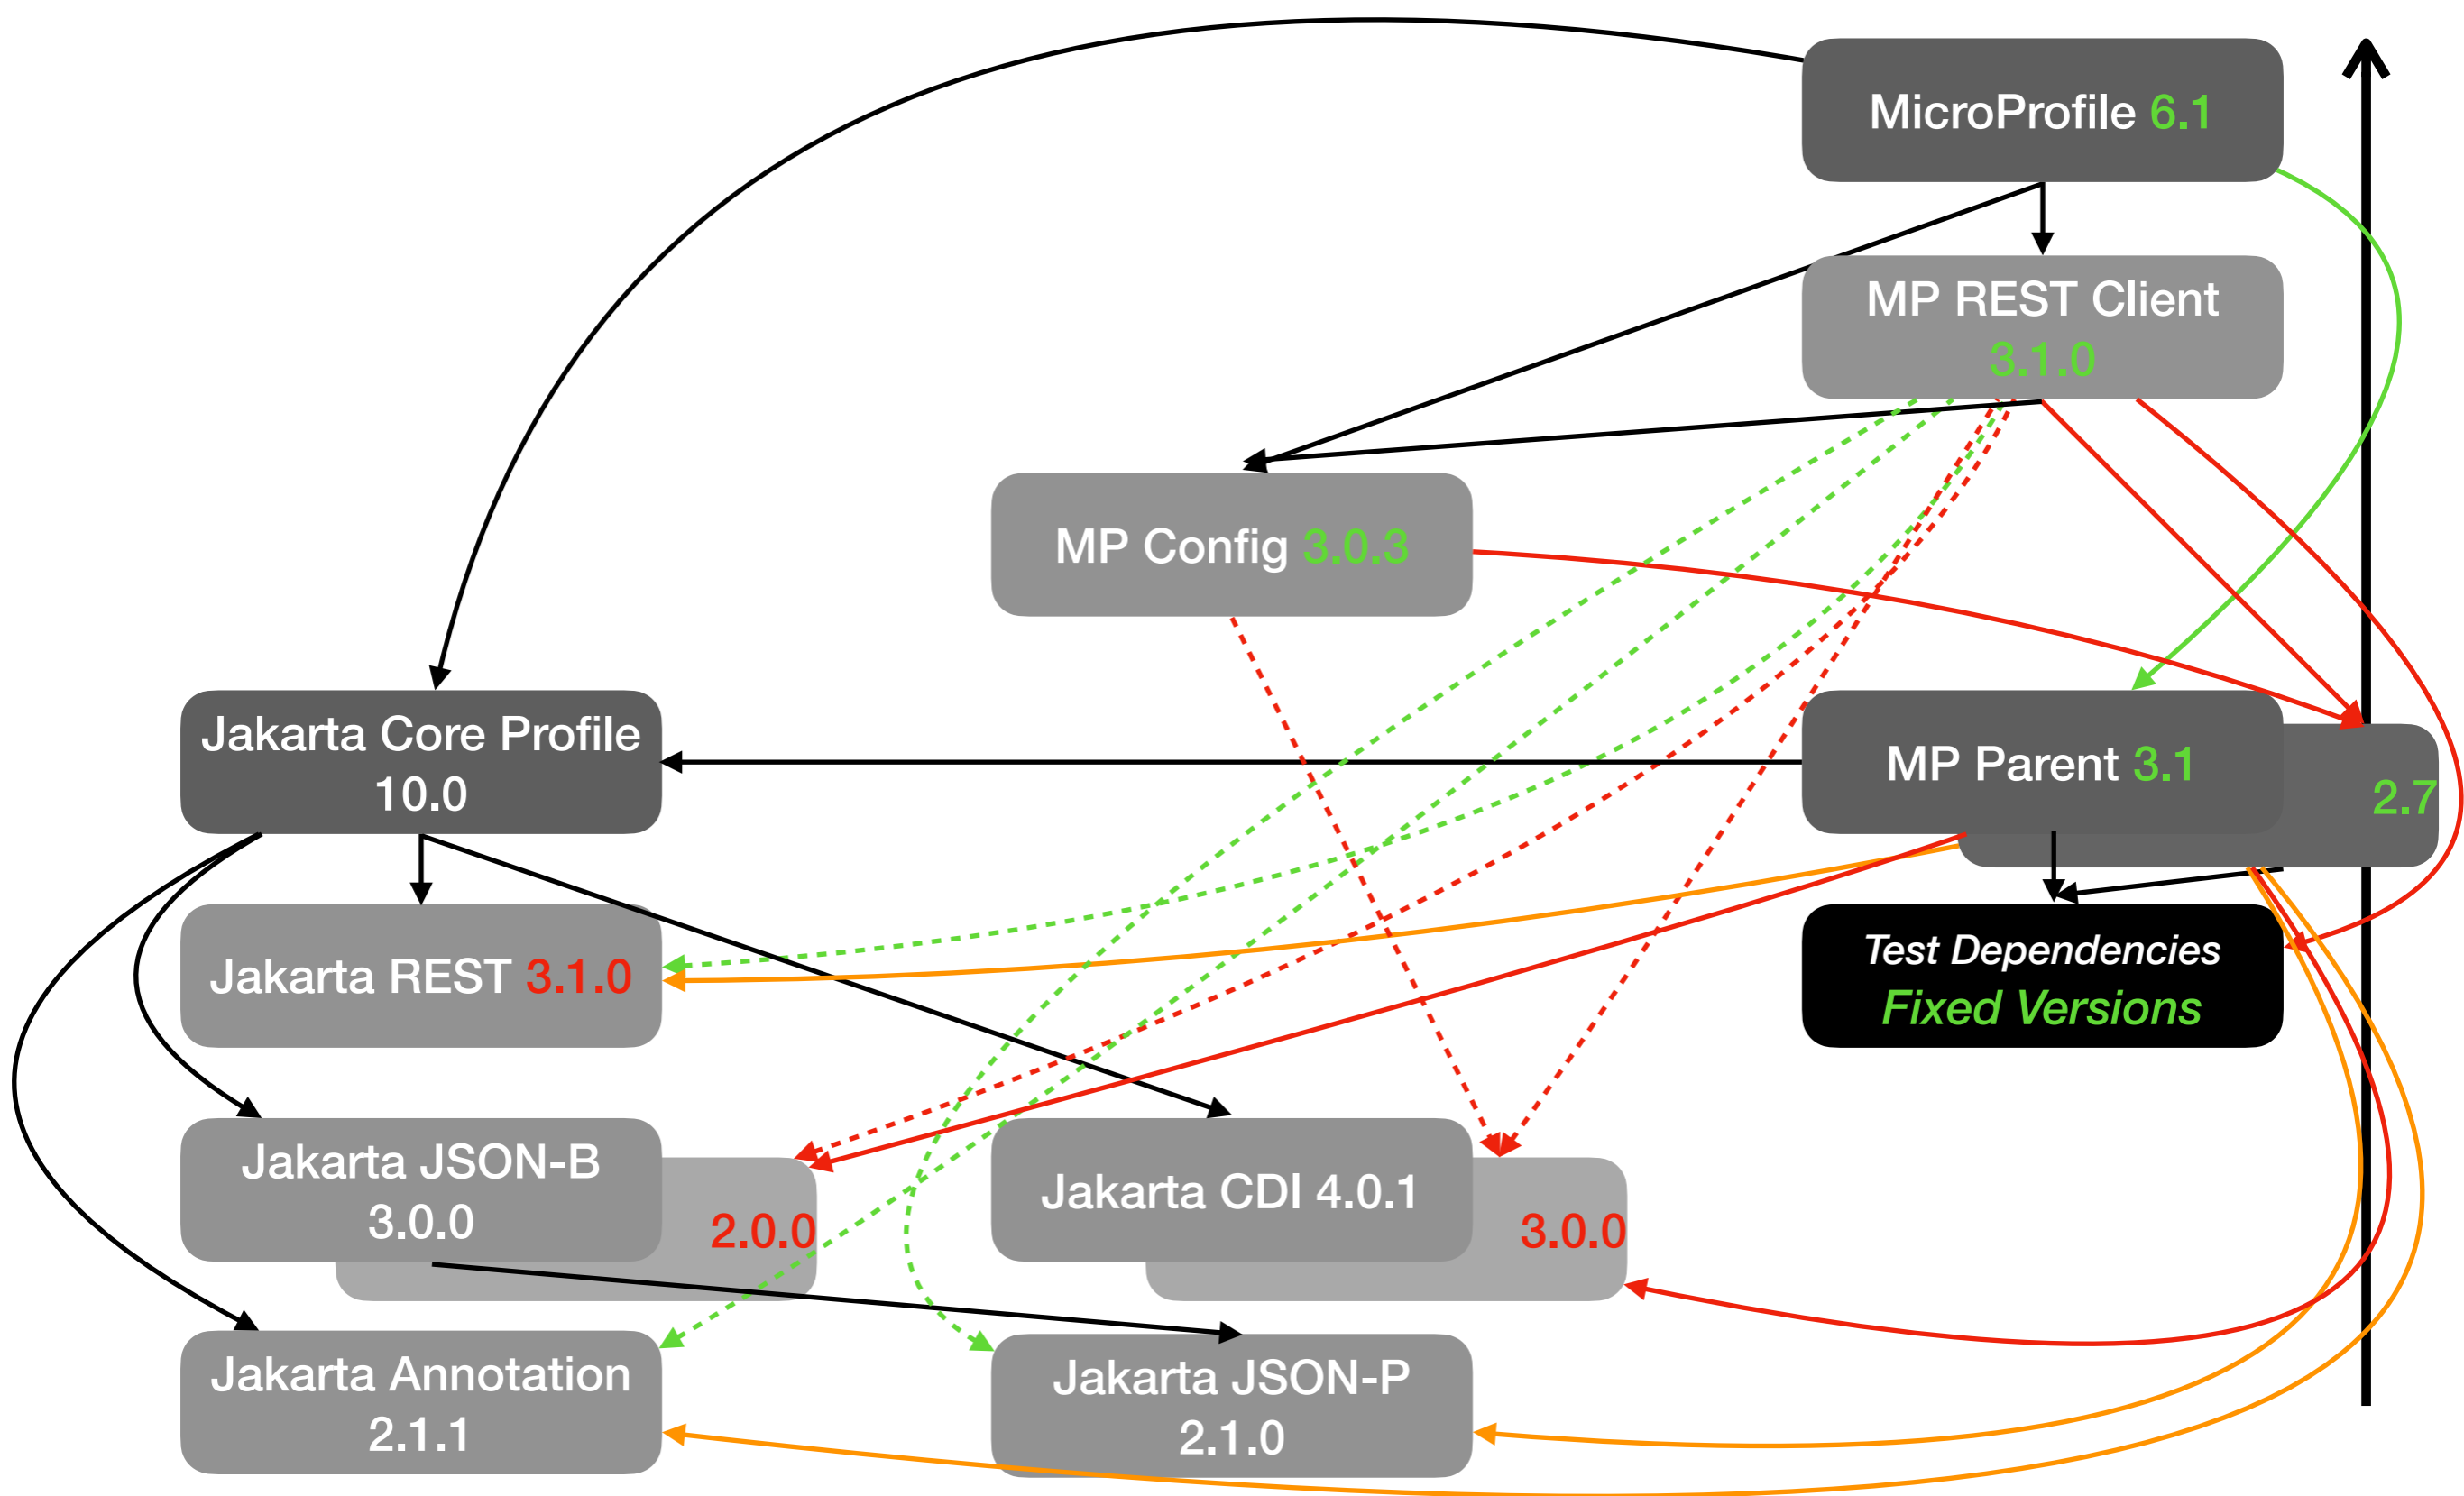 MicroProfile 6.1
MP REST Client
3.1.0
MP Config 3.0.3
Jakarta Core Profile
10.0
MP Parent 3.1
2.7
Jakarta REST 3.1.0
Test Dependencies
Fixed Versions
Jakarta JSON-B
3.0.0
2.0.0
Jakarta CDI 4.0.1
3.0.0
Jakarta Annotation
2.1.1
Jakarta JSON-P
2.1.0